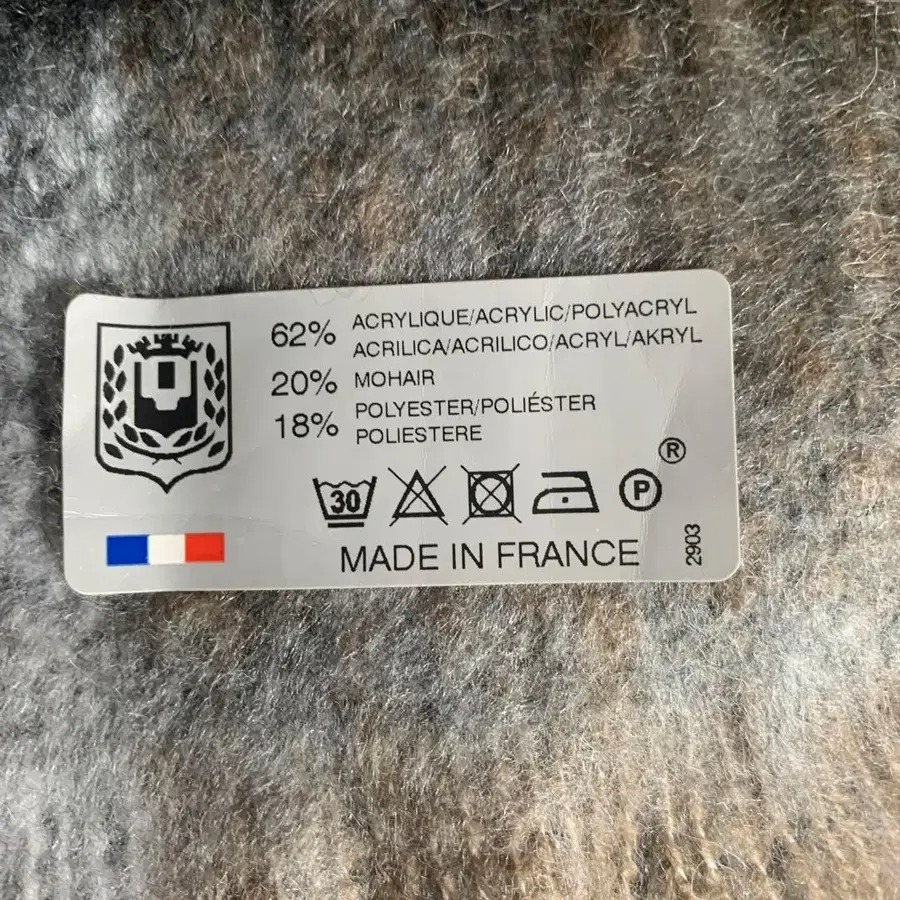 62% ACRYLIQUE/ACRYLIC/POLYACRYL
ACRILICA/ACRILICO/ACRYL/AKRYL
20% MOHAIR
18% POLYESTER/POLIÉSTER
POLIESTERE
®
30
P
MADE IN FRANCE
2903